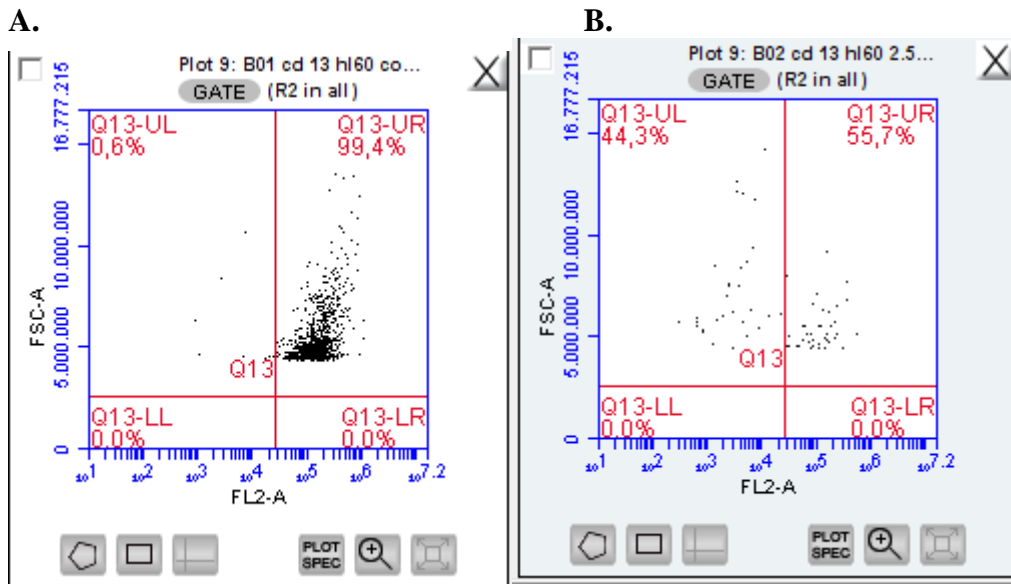 A.
Plot 9: B01 cd 13 hl60 co...
GATE (R2 in all)
X
Q13-UL
0,6%
Q13-UR
99,4%
Q13
Q13-LL
0,0%
Q13-LR
0,0%
16.777.215
10.000.000
5.000.000
0
FSC-A
10^1 10^2 10^3 10^4 10^5 10^6 10^7.2
FL2-A
PLOT
SPEC
B.
Plot 9: B02 cd 13 hl60 2.5...
GATE (R2 in all)
X
Q13-UL
44,3%
Q13-UR
55,7%
Q13
Q13-LL
0,0%
Q13-LR
0,0%
16.777.215
10.000.000
5.000.000
0
FSC-A
10^1 10^2 10^3 10^4 10^5 10^6 10^7.2
FL2-A
PLOT
SPEC